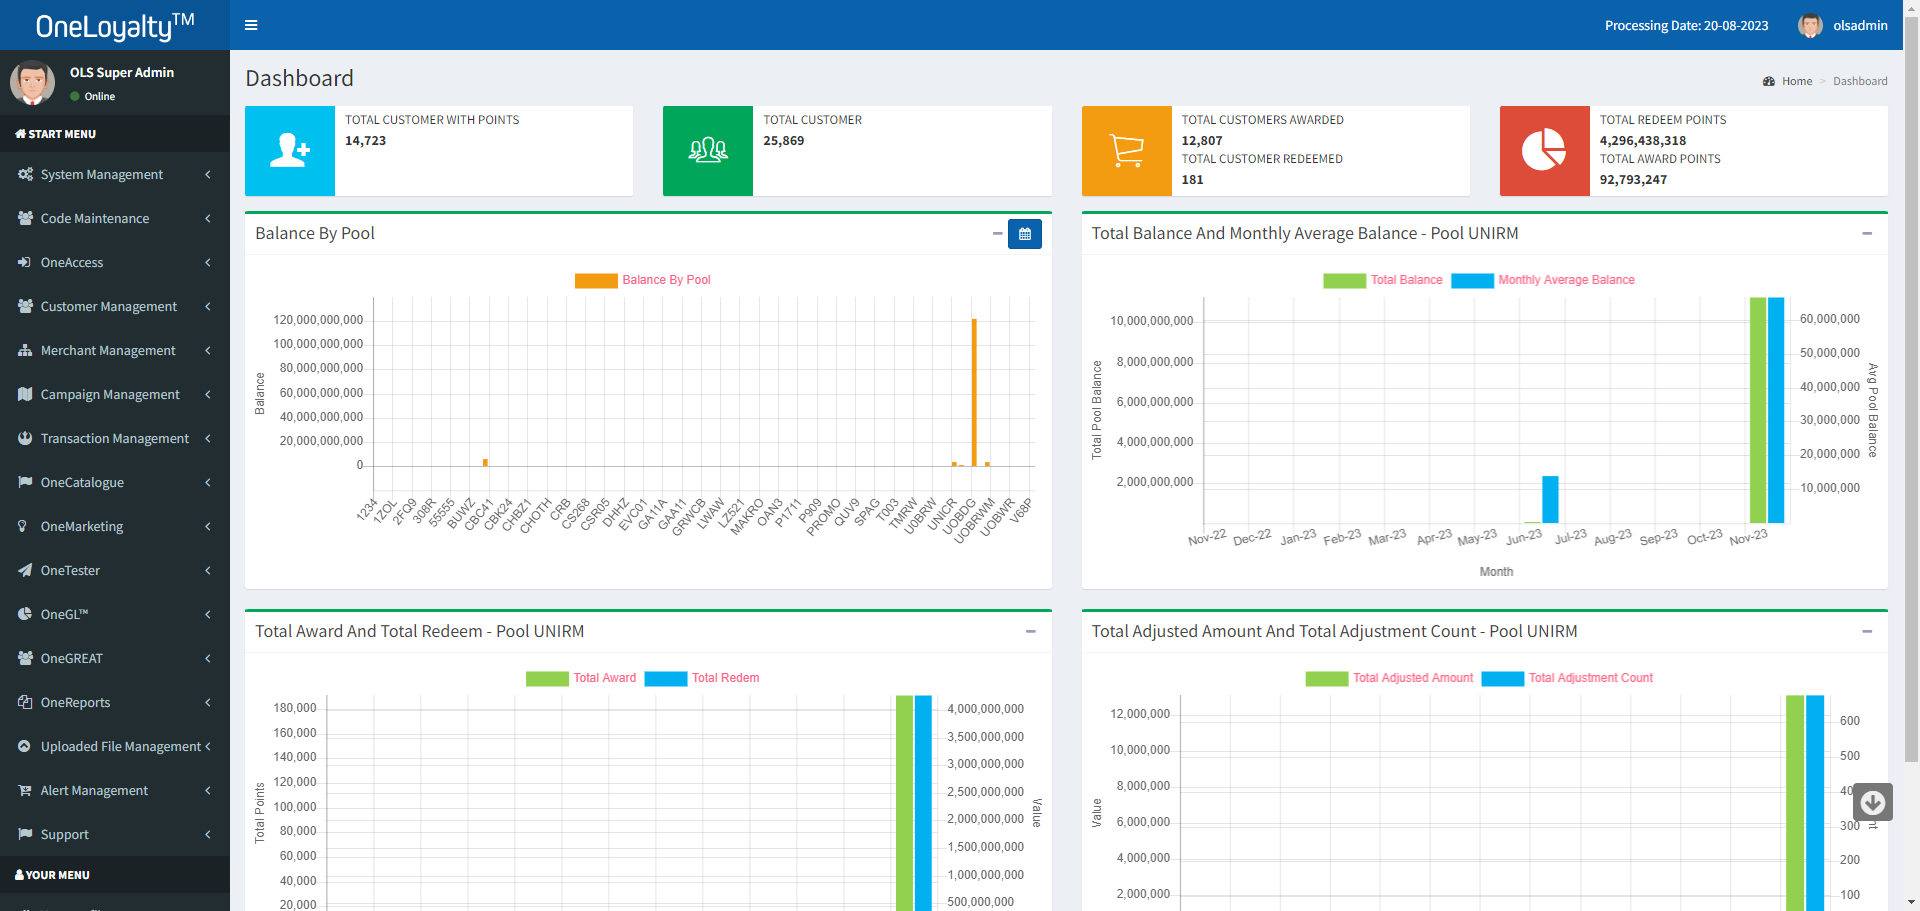 OneLoyalty™
Processing Date: 20-08-2023
olsadmin
OLS Super Admin
Online
START MENU
System Management
Code Maintenance
OneAccess
Customer Management
Merchant Management
Campaign Management
Transaction Management
OneCatalogue
OneMarketing
OneTester
OneGL™
OneGREAT
OneReports
Uploaded File Management
Alert Management
Support
YOUR MENU
Dashboard
Home > Dashboard
TOTAL CUSTOMER WITH POINTS
14,723
TOTAL CUSTOMER
25,869
TOTAL CUSTOMERS AWARDED
12,807
TOTAL CUSTOMER REDEEMED
181
TOTAL REDEEM POINTS
4,296,438,318
TOTAL AWARD POINTS
92,793,247
Balance By Pool
Balance By Pool
Balance
120,000,000,000
100,000,000,000
80,000,000,000
60,000,000,000
40,000,000,000
20,000,000,000
0
1234
1ZOL
2FQ9
308R
55555
BUWZ
CBC41
CBK24
CHBZ1
CHOTH
CRB
CS268
CSR05
DHHZ
EVC01
GA11A
GAA11
GRWCB
LWAW
LZ521
MAKRO
OAN3
P1711
P909
PROMO
QUV9
SPAG
T003
TMRW
U0BRW
UNICR
UOBDG
UOBRWM
UOBWR
V68P
Total Balance And Monthly Average Balance - Pool UNIRM
Total Balance
Monthly Average Balance
Total Pool Balance
10,000,000,000
8,000,000,000
6,000,000,000
4,000,000,000
2,000,000,000
60,000,000
50,000,000
40,000,000
30,000,000
20,000,000
10,000,000
Avg Pool Balance
Nov-22
Dec-22
Jan-23
Feb-23
Mar-23
Apr-23
May-23
Jun-23
Jul-23
Aug-23
Sep-23
Oct-23
Nov-23
Month
Total Award And Total Redeem - Pool UNIRM
Total Award
Total Redem
Total Points
180,000
160,000
140,000
120,000
100,000
80,000
60,000
40,000
20,000
4,000,000,000
3,500,000,000
3,000,000,000
2,500,000,000
2,000,000,000
1,500,000,000
1,000,000,000
500,000,000
Value
Total Adjusted Amount And Total Adjustment Count - Pool UNIRM
Total Adjusted Amount
Total Adjustment Count
Value
12,000,000
10,000,000
8,000,000
6,000,000
4,000,000
2,000,000
600
500
300
200
100